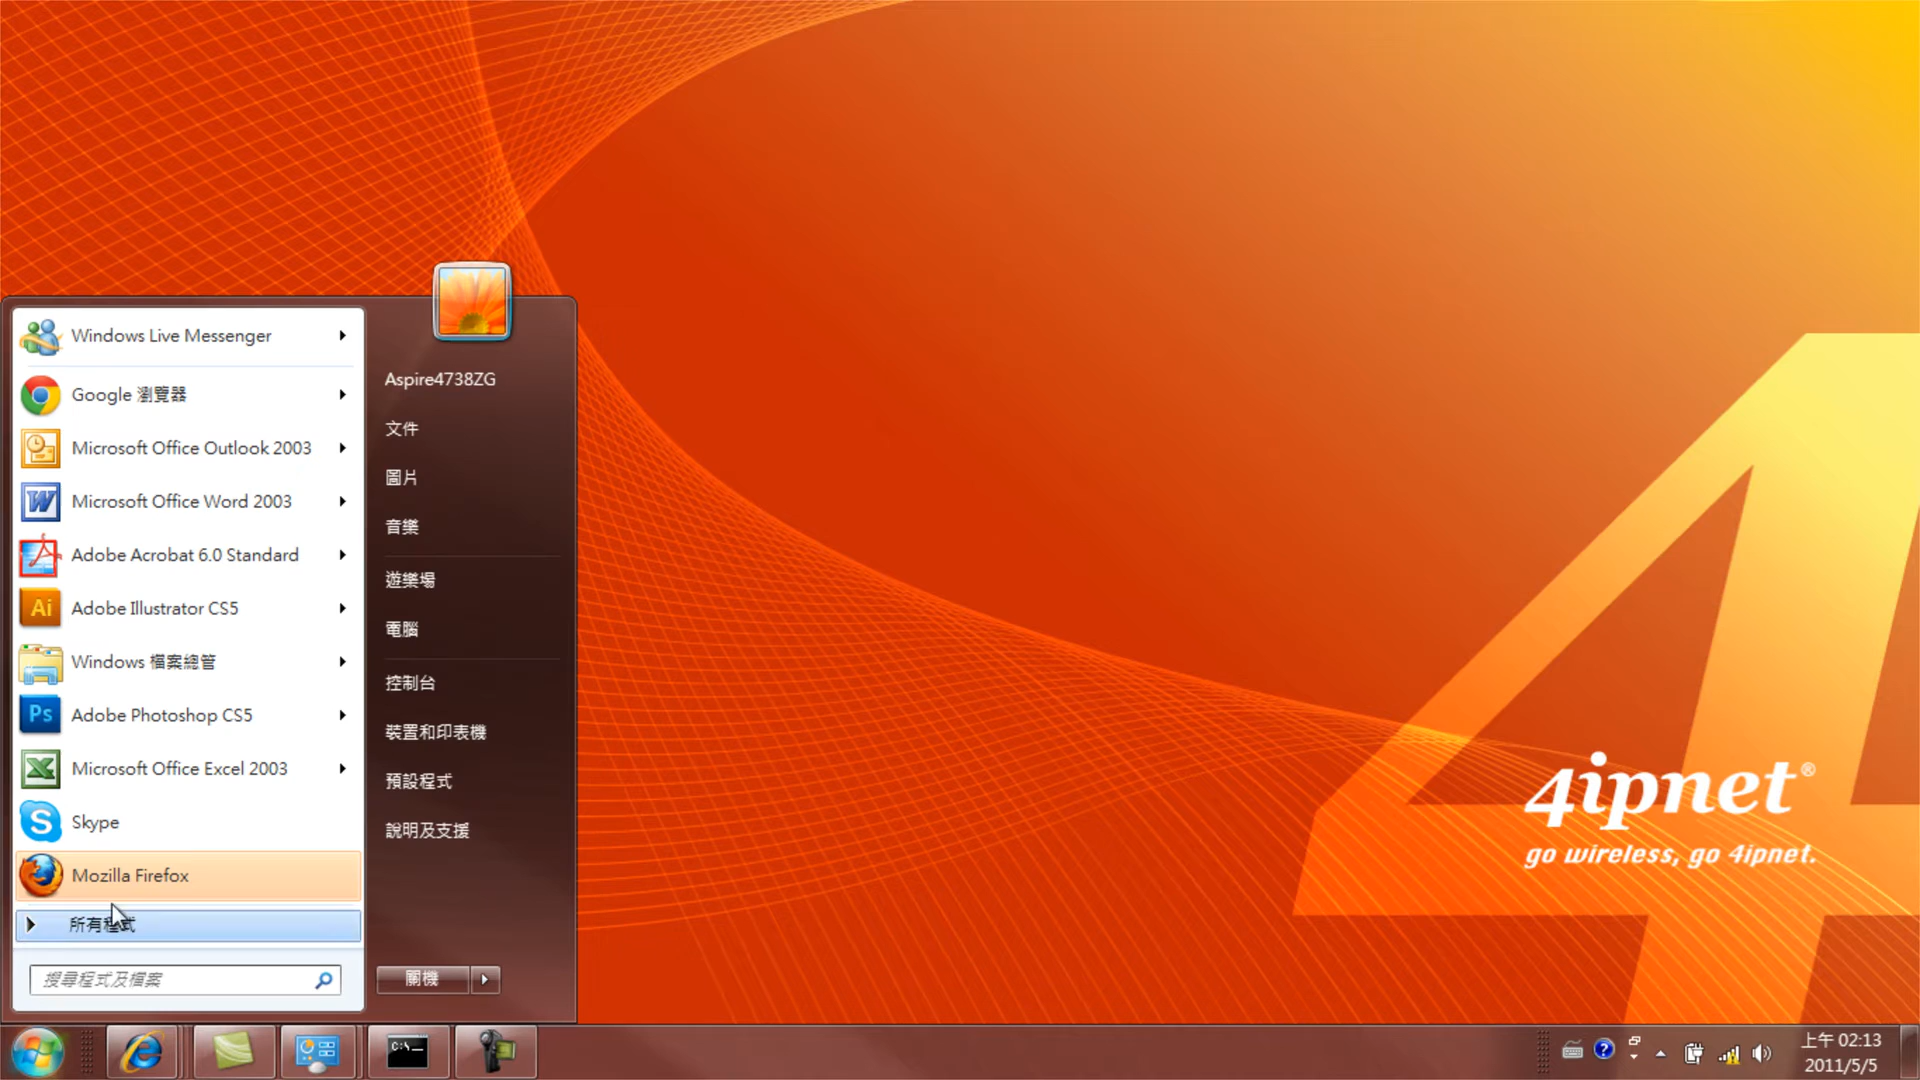 Windows Live Messenger
Google 瀏覽器
Microsoft Office Outlook 2003
Microsoft Office Word 2003
Adobe Acrobat 6.0 Standard
Ai Adobe Illustrator CS5
Windows 檔案總管
Ps Adobe Photoshop CS5
Microsoft Office Excel 2003
Skype
Mozilla Firefox
所有程式
搜尋程式及檔案
Aspire4738ZG
文件
圖片
音樂
遊樂場
電腦
控制台
裝置和印表機
預設程式
說明及支援
關機
4
4ipnet®
go wireless, go 4ipnet.
C:\_
上午 02:13
2011/5/5